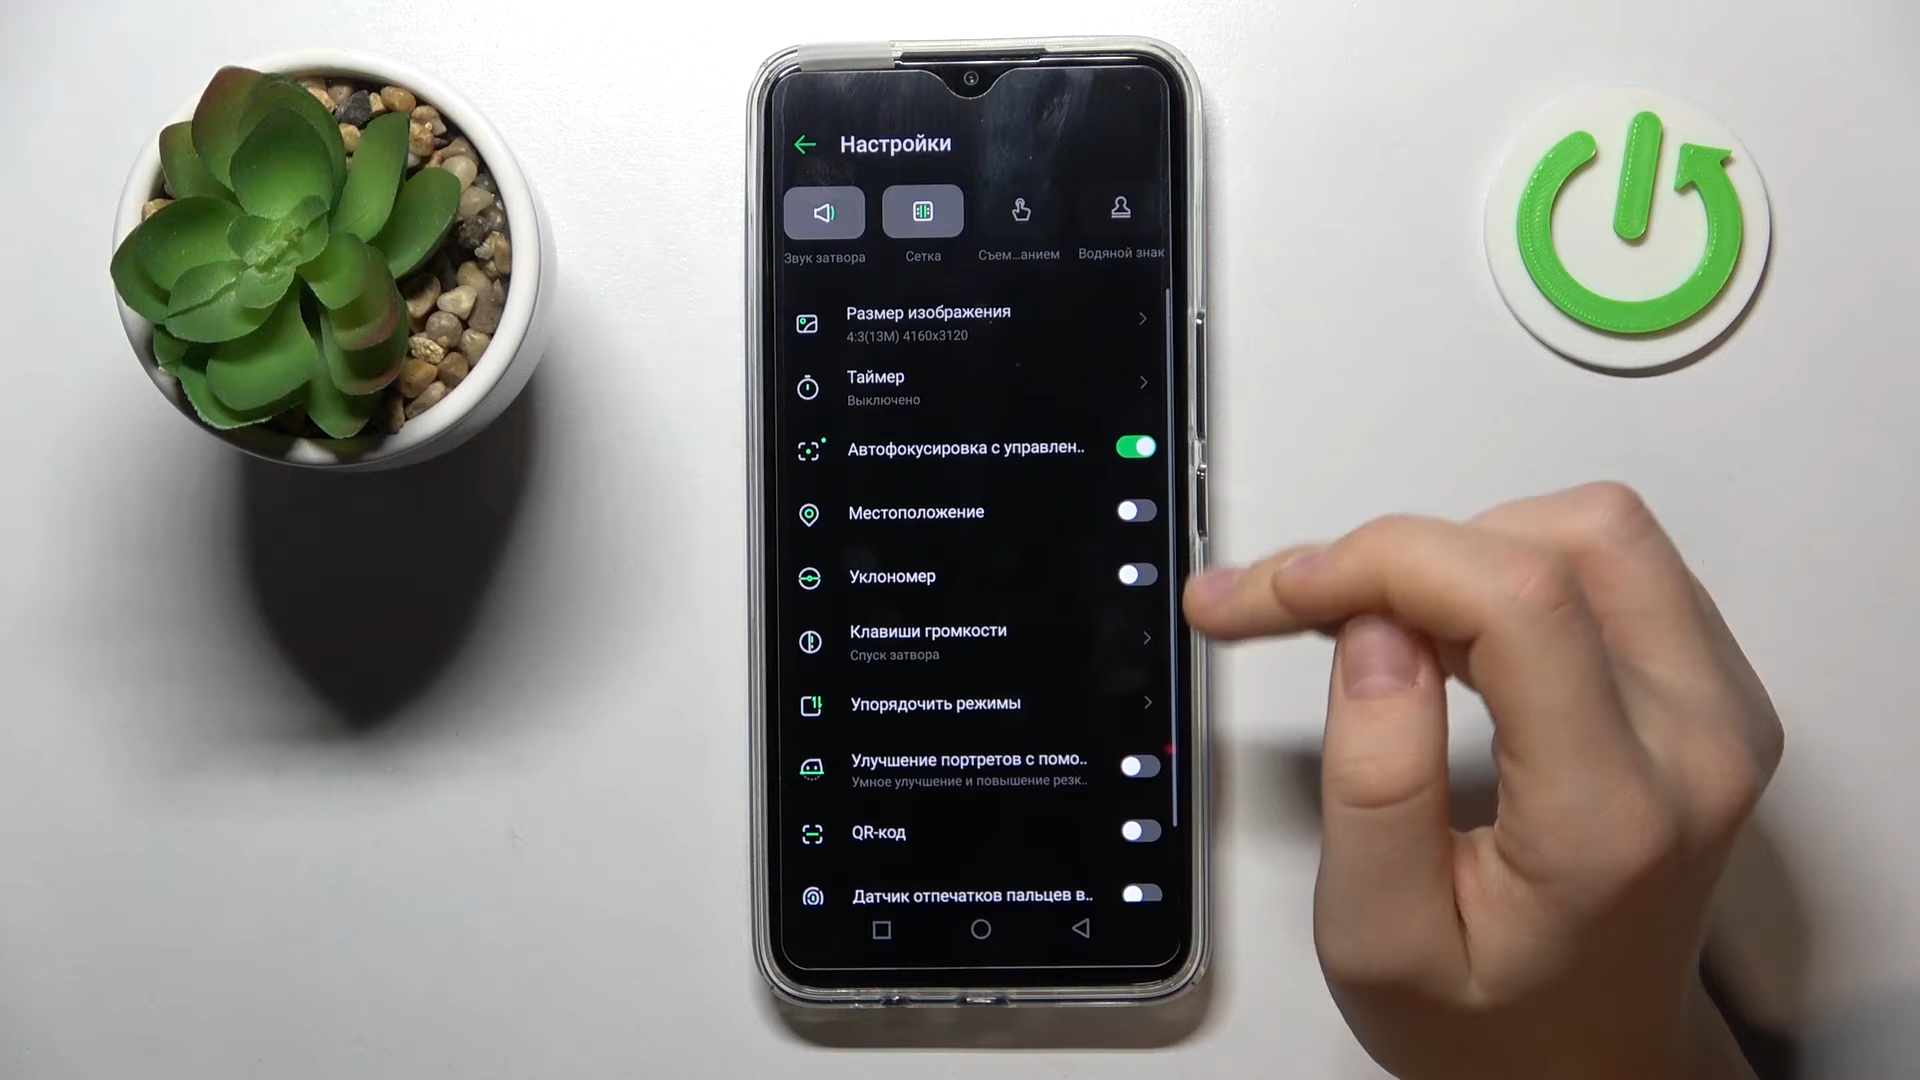 Настройки
Звук затвора
Сетка
Съем...анием
Водяной знак
Размер изображения
4:3(13M) 4160x3120
Таймер
Выключено
Автофокусировка с управлен..
Местоположение
Уклономер
Клавиши громкости
Спуск затвора
Упорядочить режимы
Улучшение портретов с помо..
Умное улучшение и повышение резк..
QR-код
Датчик отпечатков пальцев в..